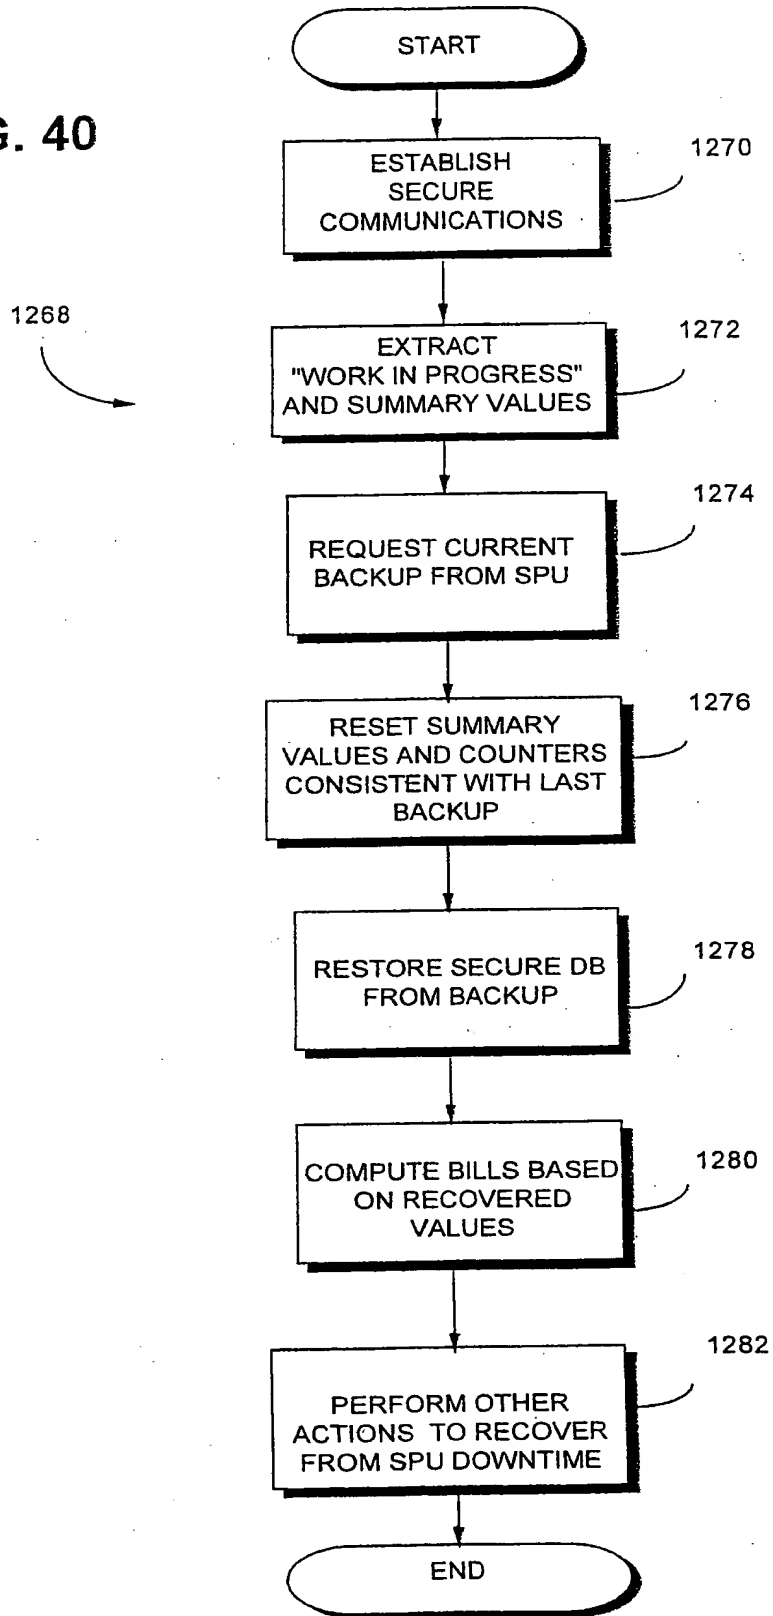 START
G. 40
ESTABLISH
SECURE
COMMUNICATIONS
1270
1268
EXTRACT
"WORK IN PROGRESS"
AND SUMMARY VALUES
1272
REQUEST CURRENT
BACKUP FROM SPU
1274
RESET SUMMARY
VALUES AND COUNTERS
CONSISTENT WITH LAST
BACKUP
1276
RESTORE SECURE DB
FROM BACKUP
1278
COMPUTE BILLS BASED
ON RECOVERED
VALUES
1280
PERFORM OTHER
ACTIONS TO RECOVER
FROM SPU DOWNTIME
1282
END